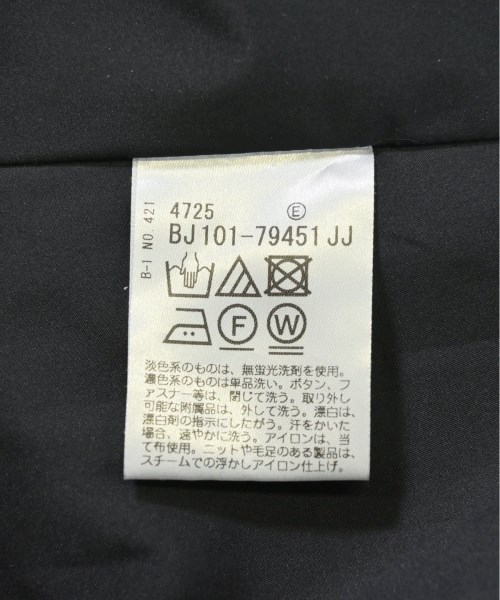 B-1 NO. 421
4725 E
BJ101-79451JJ
F W
淡色系のものは、無蛍光洗剤を使用。
濃色系のものは単品洗い。ボタン、フ
ァスナー等は、閉じて洗う。取り外し
可能な附属品は、外して洗う。漂白は、
漂白剤の指示にしたがう。汗をかいた
場合、速やかに洗う。アイロンは、当
て布使用。ニットや毛足のある製品は、
スチームでの浮かしアイロン仕上げ。